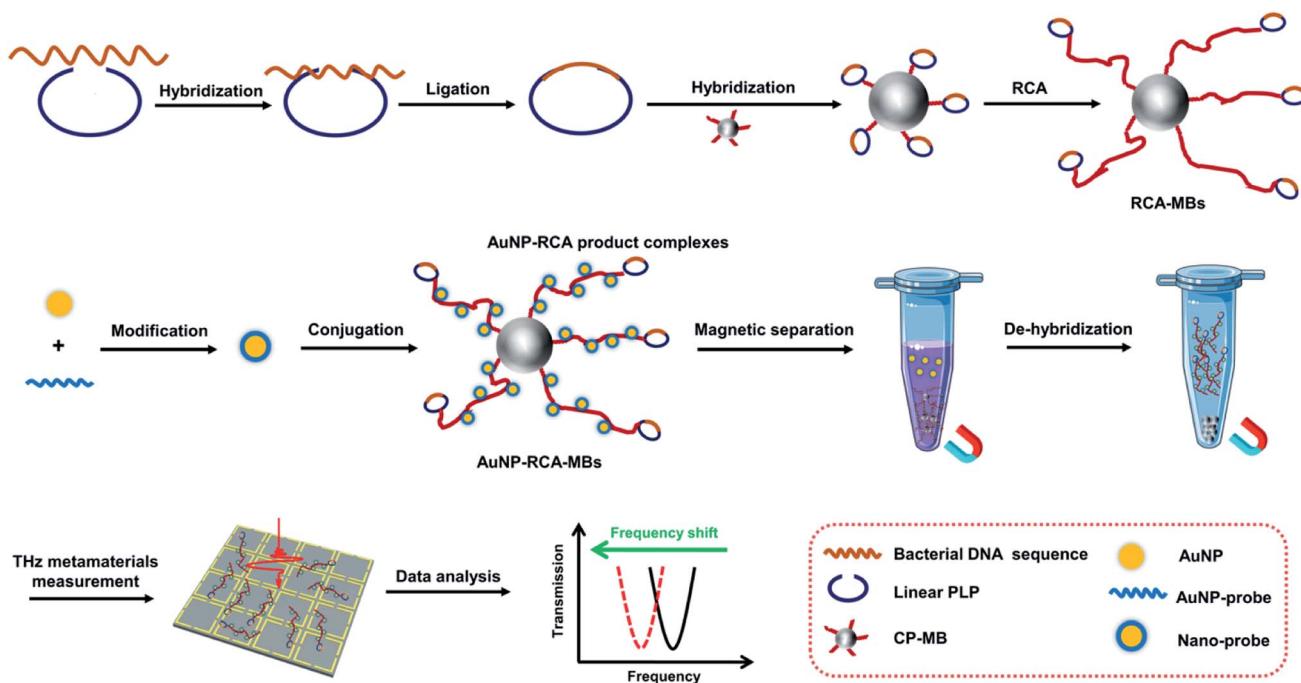 Hybridization
Ligation
Hybridization
RCA
RCA-MBs
AuNP-RCA product complexes
+
Modification
Conjugation
Magnetic separation
De-hybridization
AuNP-RCA-MBs
THz metamaterials
measurement
Data analysis
Transmission
Frequency shift
Frequency
Bacterial DNA sequence
AuNP
Linear PLP
AuNP-probe
CP-MB
Nano-probe